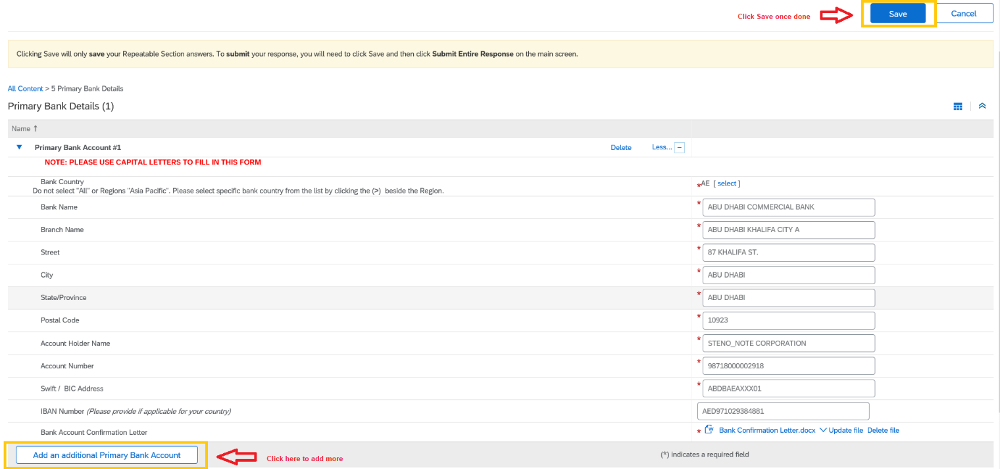 Click Save once done
Save
Cancel
Clicking Save will only save your Repeatable Section answers. To submit your response, you will need to click Save and then click Submit Entire Response on the main screen.
All Content > 5 Primary Bank Details
Primary Bank Details (1)
Name ↑
Primary Bank Account #1 Delete Less... −
NOTE: PLEASE USE CAPITAL LETTERS TO FILL IN THIS FORM
Bank Country
Do not select "All" or Regions "Asia Pacific". Please select specific bank country from the list by clicking the (>) beside the Region.
*AE [ select ]
Bank Name * ABU DHABI COMMERCIAL BANK
Branch Name * ABU DHABI KHALIFA CITY A
Street * 87 KHALIFA ST.
City * ABU DHABI
State/Province * ABU DHABI
Postal Code * 10923
Account Holder Name * STENO_NOTE CORPORATION
Account Number * 98718000002918
Swift / BIC Address * ABDBAEAXXX01
IBAN Number (Please provide if applicable for your country) AED971029384881
Bank Account Confirmation Letter * Bank Confirmation Letter.docx Update file Delete file
Add an additional Primary Bank Account
Click here to add more
(*) indicates a required field